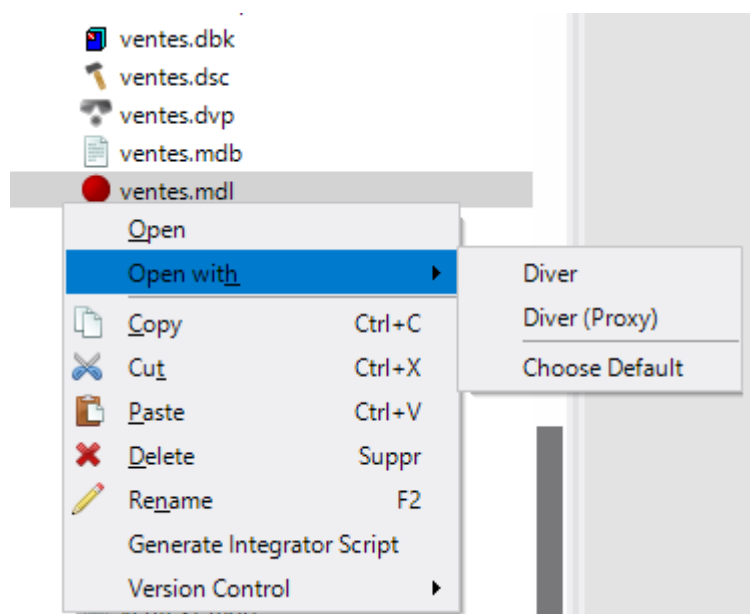 ventes.dbk
ventes.dsc
ventes.dvp
ventes.mdb
ventes.mdl
Open
Open with
Diver
Diver (Proxy)
Choose Default
Copy Ctrl+C
Cut Ctrl+X
Paste Ctrl+V
Delete Suppr
Rename F2
Generate Integrator Script
Version Control